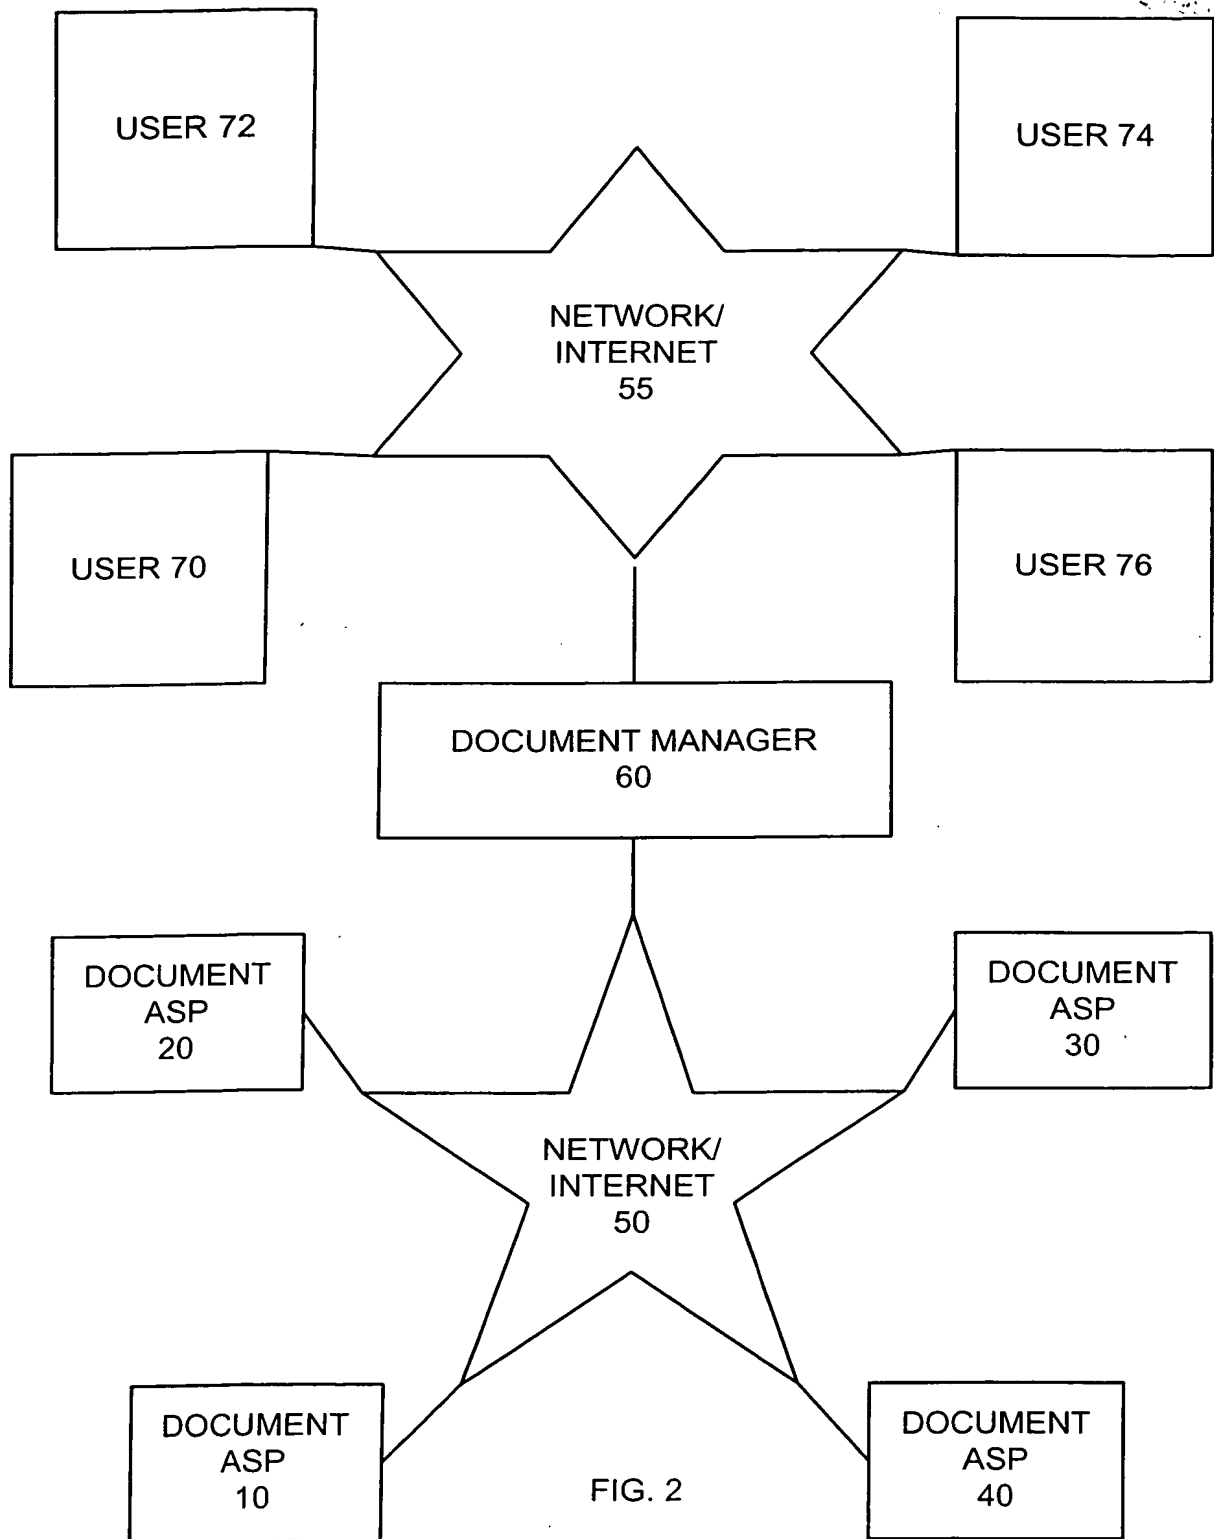 USER 72
USER 74
NETWORK/
INTERNET
55
USER 70
USER 76
DOCUMENT MANAGER
60
DOCUMENT
ASP
20
DOCUMENT
ASP
30
NETWORK/
INTERNET
50
DOCUMENT
ASP
10
DOCUMENT
ASP
40
FIG. 2